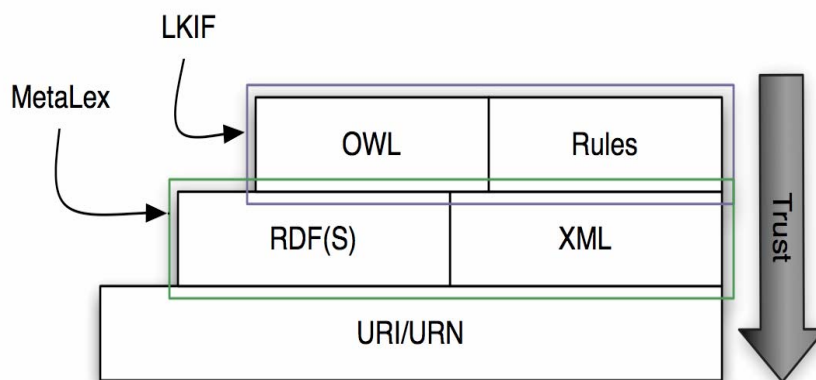 LKIF
MetaLex
OWL
Rules
RDF(S)
XML
URI/URN
Trust